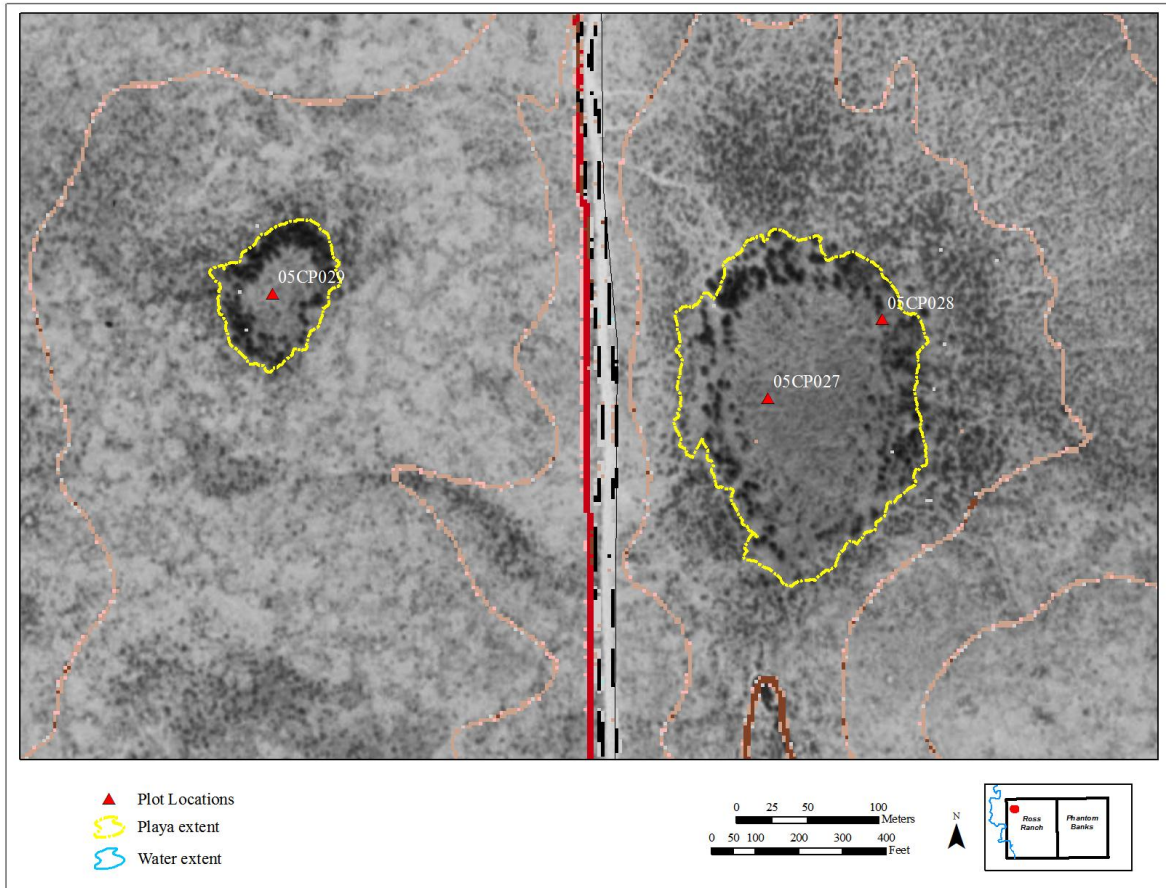 05CP029
05CP028
05CP027
Plot Locations
Playa extent
Water extent
0 25 50 100
Meters
0 50 100 200 300 400
Feet
N
Ross Ranch
Phantom Banks